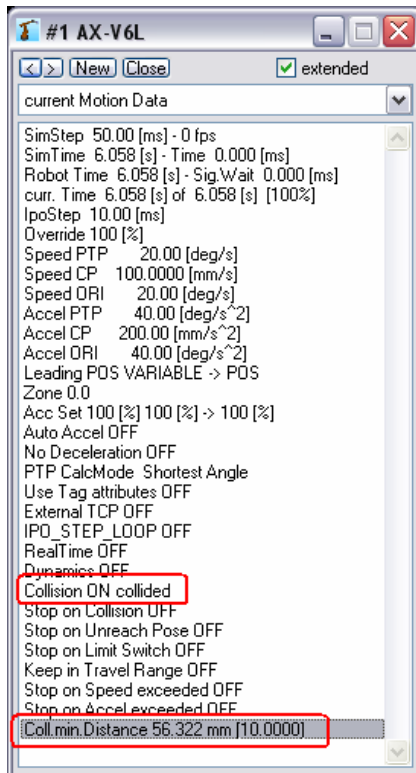 #1 AX-V6L
< > New Close extended
current Motion Data
SimStep 50.00 [ms] - 0 fps
SimTime 6.058 [s] - Time 0.000 [ms]
Robot Time 6.058 [s] - Sig.Wait 0.000 [ms]
curr. Time 6.058 [s] of 6.058 [s] [100%]
IpoStep 10.00 [ms]
Override 100 [%]
Speed PTP 20.00 [deg/s]
Speed CP 100.0000 [mm/s]
Speed ORI 20.00 [deg/s]
Accel PTP 40.00 [deg/s^2]
Accel CP 200.00 [mm/s^2]
Accel ORI 40.00 [deg/s^2]
Leading POS VARIABLE -> POS
Zone 0.0
Acc Set 100 [%] 100 [%] -> 100 [%]
Auto Accel OFF
No Deceleration OFF
PTP CalcMode Shortest Angle
Use Tag attributes OFF
External TCP OFF
IPO_STEP_LOOP OFF
RealTime OFF
Dynamics OFF
Collision ON collided
Stop on Collision OFF
Stop on Unreach Pose OFF
Stop on Limit Switch OFF
Keep in Travel Range OFF
Stop on Speed exceeded OFF
Stop on Accel exceeded OFF
Coll.min.Distance 56.322 mm [10.0000]